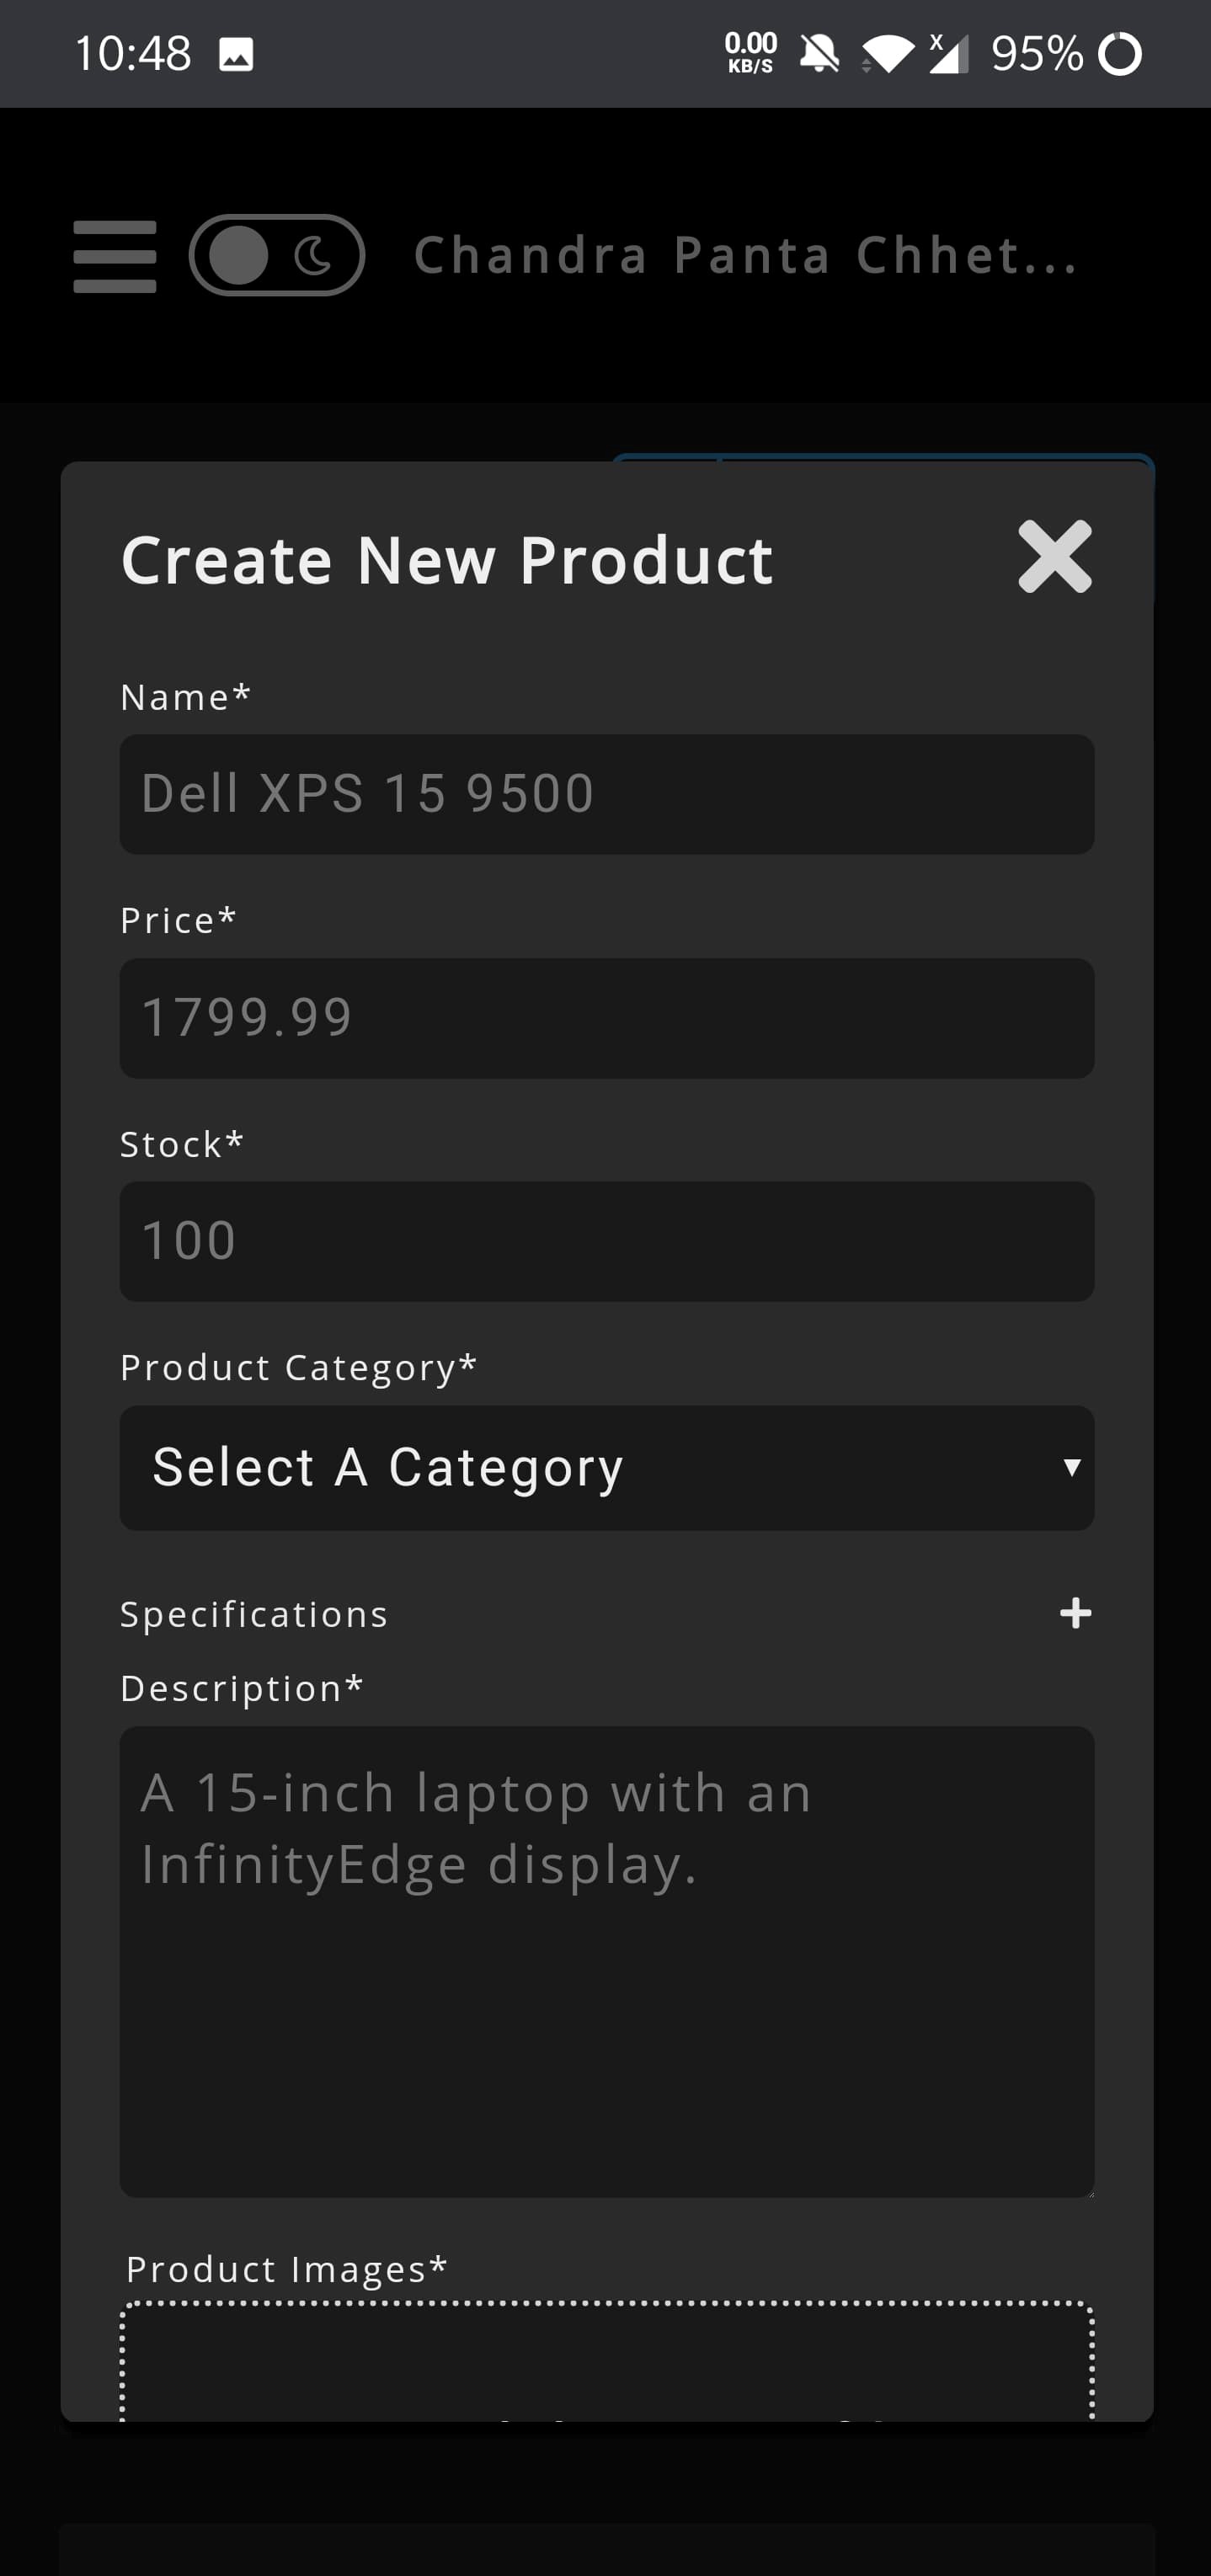 10:48
0.00 KB/S
X
95%
Chandra Panta Chhet...
Create New Product
Name*
Dell XPS 15 9500
Price*
1799.99
Stock*
100
Product Category*
Select A Category
Specifications
Description*
A 15-inch laptop with an
InfinityEdge display.
Product Images*